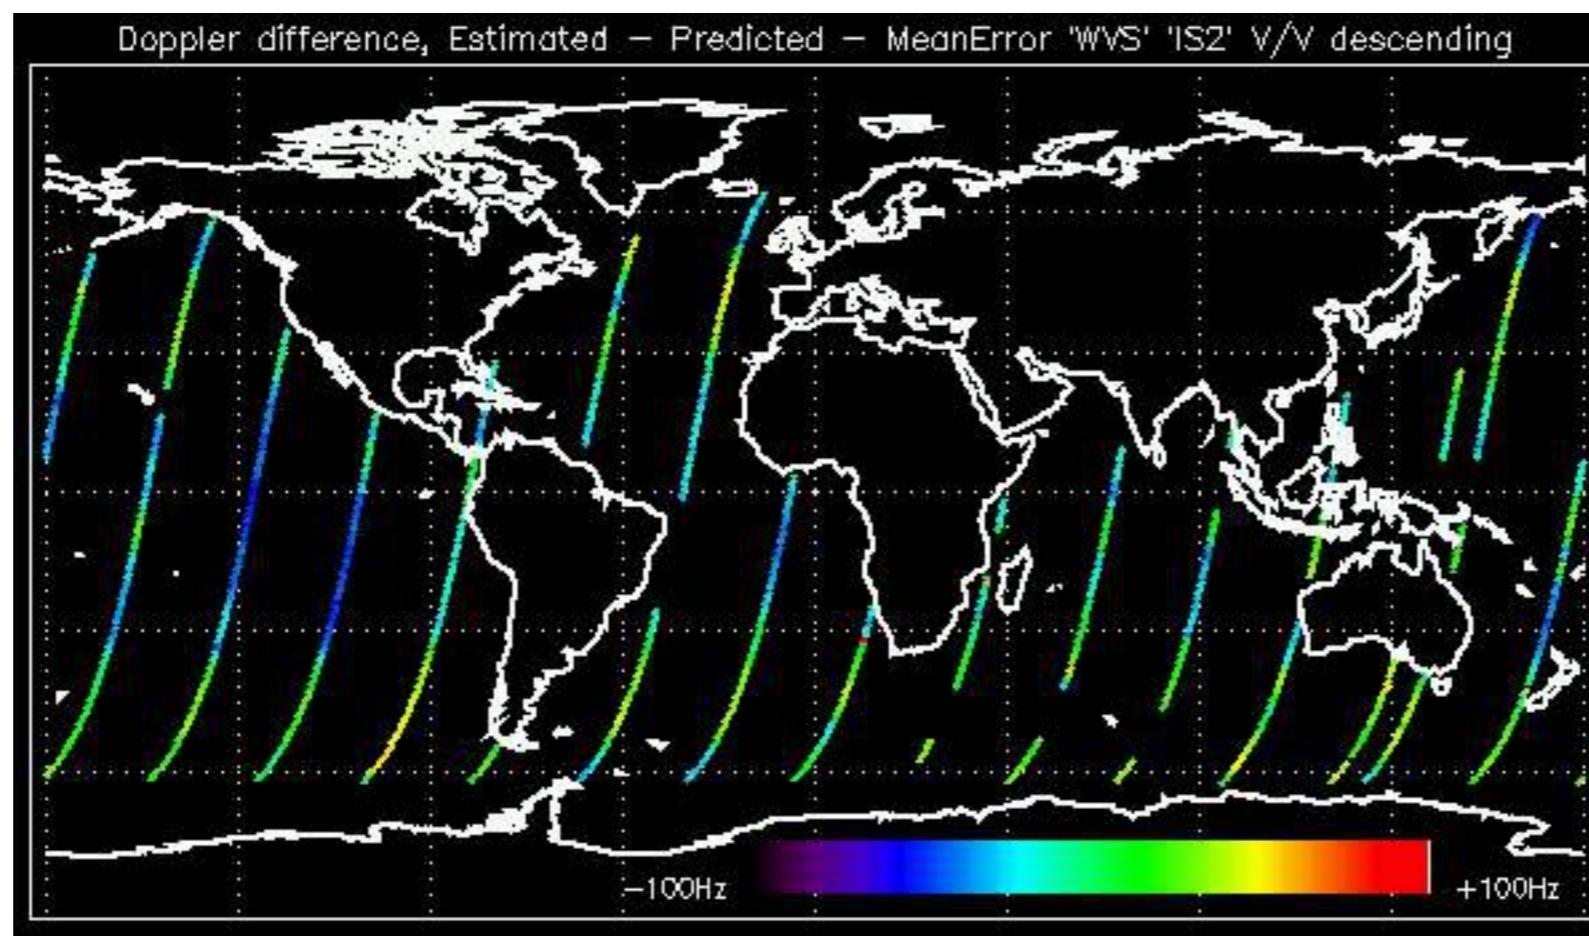 Doppler difference, Estimated – Predicted – MeanError 'WVS' 'IS2' V/V descending
−100Hz +100Hz